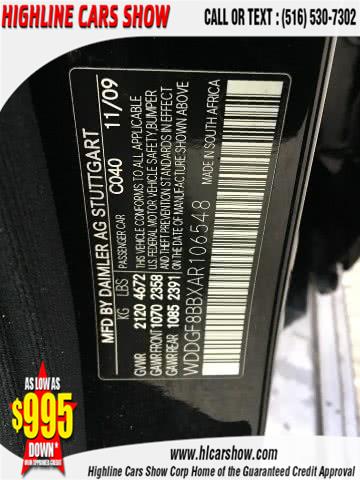 HIGHLINE CARS SHOW
CALL OR TEXT : (516) 530-7302
MFD BY DAIMLER AG STUTTGART
PASSENGER CAR C040 11/09
KG LBS
GVWR 2120 4672
GAWR FRONT 1070 2358
GAWR REAR 1085 2391
THIS VEHICLE CONFORMS TO ALL APPLICABLE
U.S. FEDERAL MOTOR VEHICLE SAFETY, BUMPER
AND THEFT PREVENTION STANDARDS IN EFFECT
ON THE DATE OF MANUFACTURE SHOWN ABOVE
WDDGF8BBXAR106548
MADE IN SOUTH AFRICA
AS LOW AS
$995
DOWN*
WITH APPROVED CREDIT
www.hlcarshow.com
Highline Cars Show Corp Home of the Guaranteed Credit Approval